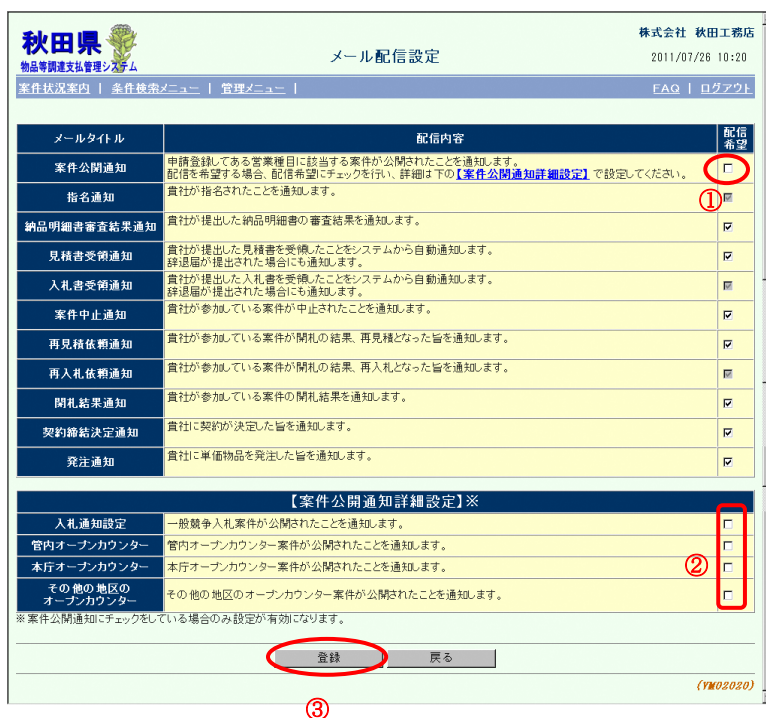 株式会社 秋田工務店
秋田県
物品等調達支払管理システム
メール配信設定
2011/07/26 10:20
案件状況案内 | 条件検索メニュー | 管理メニュー |
FAQ | ログアウト
メールタイトル
配信内容
配信
希望
案件公開通知
申請登録してある営業種目に該当する案件が公開されたことを通知します。
配信を希望する場合、配信希望にチェックを行い、詳細は下の【案件公開通知詳細設定】で設定してください。
①
指名通知
貴社が指名されたことを通知します。
納品明細書審査結果通知
貴社が提出した納品明細書の審査結果を通知します。
見積書受領通知
貴社が提出した見積書を受領したことをシステムから自動通知します。
辞退届が提出された場合にも通知します。
入札書受領通知
貴社が提出した入札書を受領したことをシステムから自動通知します。
辞退届が提出された場合にも通知します。
案件中止通知
貴社が参加している案件が中止されたことを通知します。
再見積依頼通知
貴社が参加している案件が開札の結果、再見積となった旨を通知します。
再入札依頼通知
貴社が参加している案件が開札の結果、再入札となった旨を通知します。
開札結果通知
貴社が参加している案件の開札結果を通知します。
契約締結決定通知
貴社に契約が決定した旨を通知します。
発注通知
貴社に単価物品を発注した旨を通知します。
【案件公開通知詳細設定】※
入札通知設定
一般競争入札案件が公開されたことを通知します。
管内オープンカウンター
管内オープンカウンター案件が公開されたことを通知します。
本庁オープンカウンター
本庁オープンカウンター案件が公開されたことを通知します。
②
その他の地区の
オープンカウンター
その他の地区のオープンカウンター案件が公開されたことを通知します。
※案件公開通知にチェックをしている場合のみ設定が有効になります。
登録
戻る
(YM02020)
③